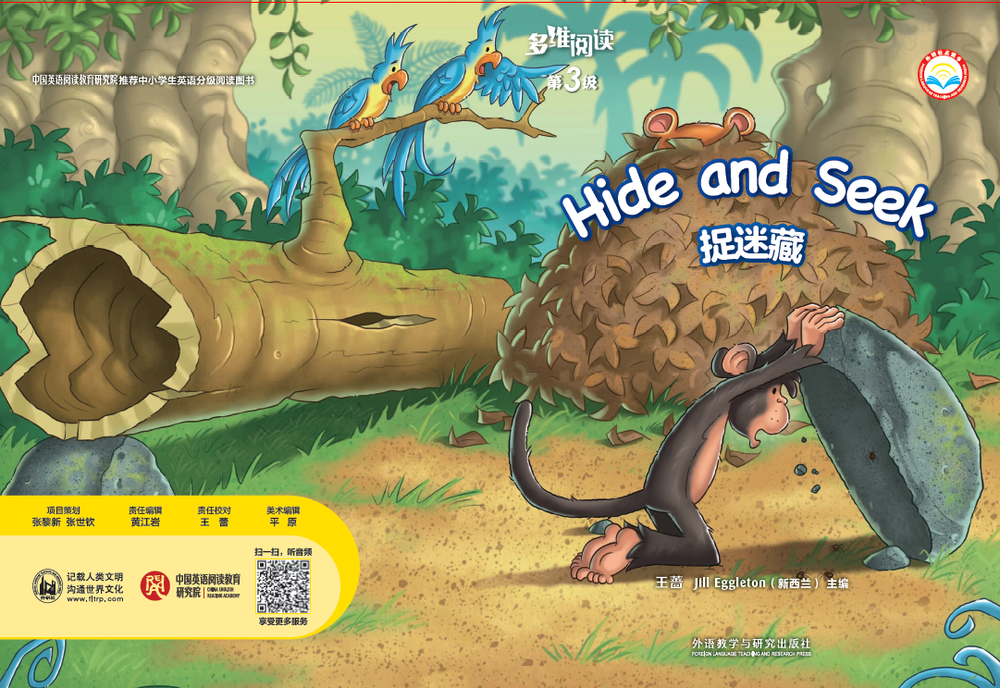 中国英语阅读教育研究院推荐中小学生英语分级阅读图书
多维阅读
第3级
Hide and Seek
捉迷藏
王蔷 Jill Eggleton(新西兰) 主编
外语教学与研究出版社
FOREIGN LANGUAGE TEACHING AND RESEARCH PRESS
项目策划 责任编辑 责任校对 美术编辑
张黎新 张世钦 黄江岩 王 蕾 平 原
记载人类文明
沟通世界文化
www.fltrp.com
外研社
中国英语阅读教育
研究院 CHINA ENGLISH
READING ACADEMY
扫一扫,听音频
享受更多服务